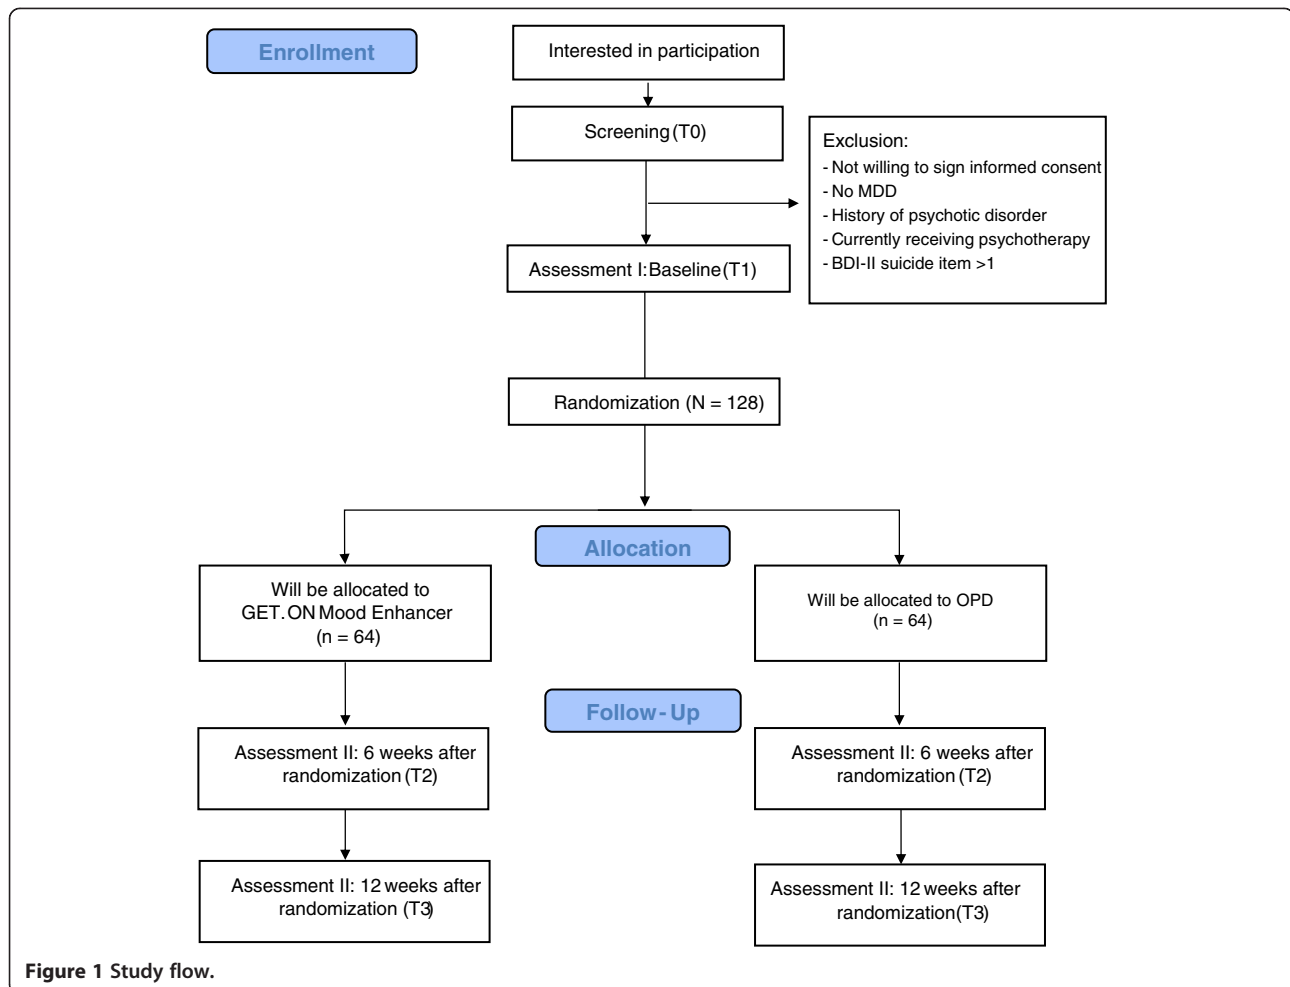 Enrollment
Interested in participation
Screening (T0)
Exclusion:
- Not willing to sign informed consent
- No MDD
- History of psychotic disorder
- Currently receiving psychotherapy
- BDI-II suicide item >1
Assessment I: Baseline (T1)
Randomization (N = 128)
Allocation
Will be allocated to
GET.ON Mood Enhancer
(n = 64)
Will be allocated to OPD
(n = 64)
Follow-Up
Assessment II: 6 weeks after
randomization (T2)
Assessment II: 6 weeks after
randomization (T2)
Assessment II: 12 weeks after
randomization (T3)
Assessment II: 12 weeks after
randomization (T3)
Figure 1 Study flow.